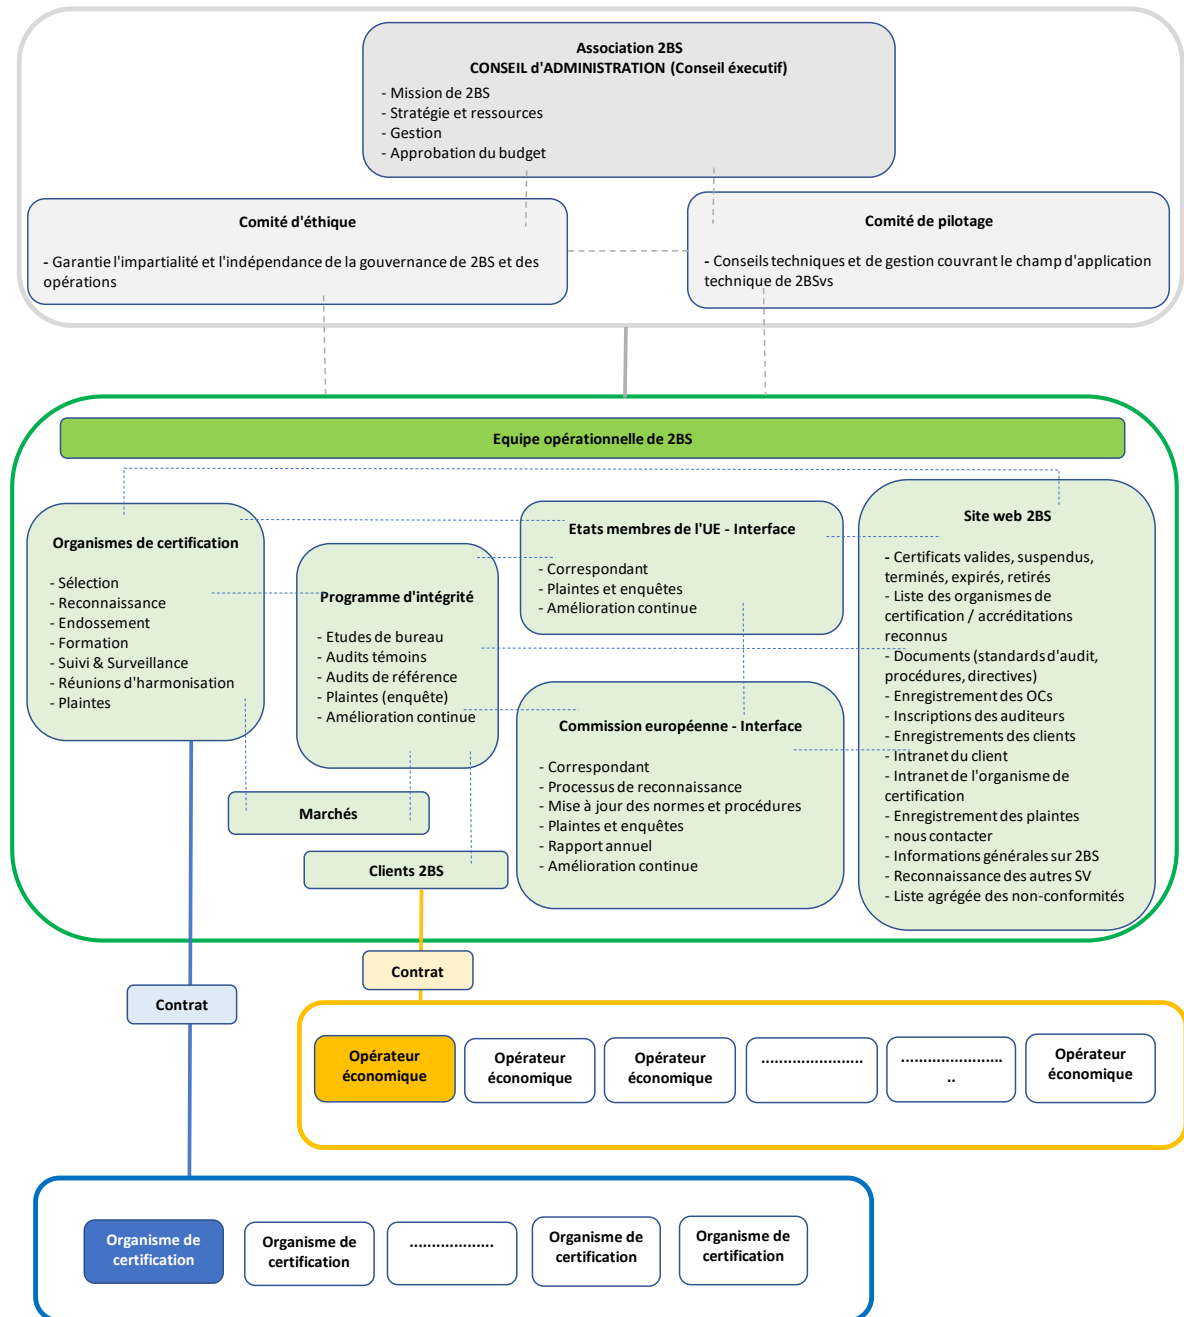 Association 2BS
CONSEIL d'ADMINISTRATION (Conseil éxecutif)
- Mission de 2BS
- Stratégie et ressources
- Gestion
- Approbation du budget
Comité d'éthique
- Garantie l'impartialité et l'indépendance de la gouvernance de 2BS et des
opérations
Comité de pilotage
- Conseils techniques et de gestion couvrant le champ d'application
technique de 2BSvs
Equipe opérationnelle de 2BS
Organismes de certification
- Sélection
- Reconnaissance
- Endossement
- Formation
- Suivi & Surveillance
- Réunions d'harmonisation
- Plaintes
Programme d'intégrité
- Etudes de bureau
- Audits témoins
- Audits de référence
- Plaintes (enquête)
- Amélioration continue
Etats membres de l'UE - Interface
- Correspondant
- Plaintes et enquêtes
- Amélioration continue
Commission européenne - Interface
- Correspondant
- Processus de reconnaissance
- Mise à jour des normes et procédures
- Plaintes et enquêtes
- Rapport annuel
- Amélioration continue
Site web 2BS
- Certificats valides, suspendus,
terminés, expirés, retirés
- Liste des organismes de
certification / accréditations
reconnus
- Documents (standards d'audit,
procédures, directives)
- Enregistrement des OCs
- Inscriptions des auditeurs
- Enregistrements des clients
- Intranet du client
- Intranet de l'organisme de
certification
- Enregistrement des plaintes
- nous contacter
- Informations générales sur 2BS
- Reconnaissance des autres SV
- Liste agrégée des non-conformités
Marchés
Clients 2BS
Contrat
Contrat
Opérateur
économique
Opérateur
économique
Opérateur
économique
.......................
.......................
..
Opérateur
économique
Organisme de
certification
Organisme de
certification
...................
Organisme de
certification
Organisme de
certification